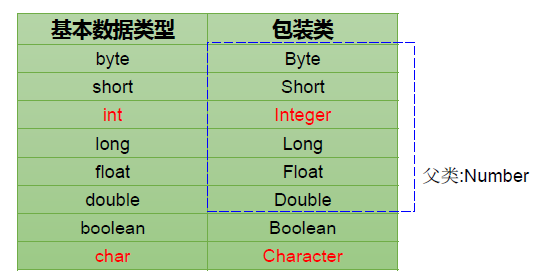 基本数据类型 包装类
byte Byte
short Short
int Integer
long Long
float Float
父类:Number
double Double
boolean Boolean
char Character